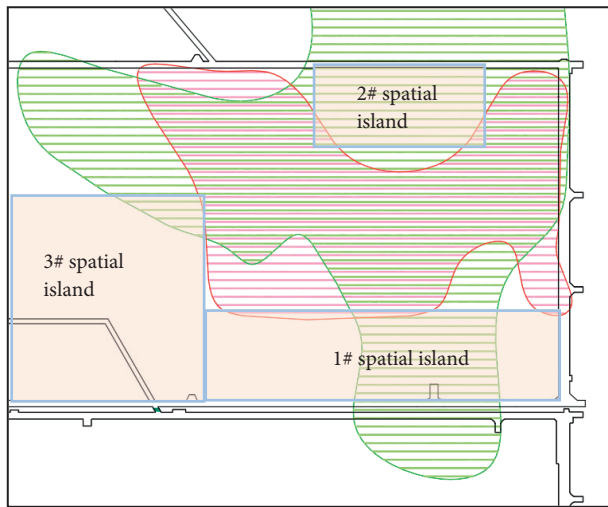 2# spatial
island
3# spatial
island
1# spatial island